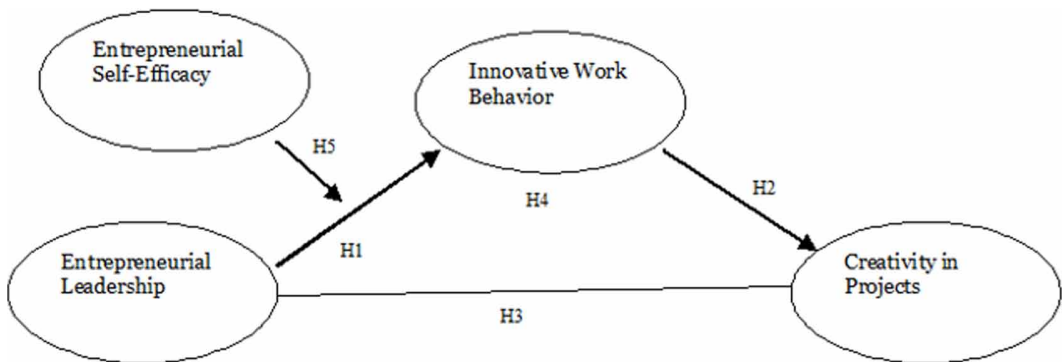 Entrepreneurial
Self-Efficacy
Innovative Work
Behavior
H5
H2
H4
H1
Entrepreneurial
Leadership
Creativity in
Projects
H3